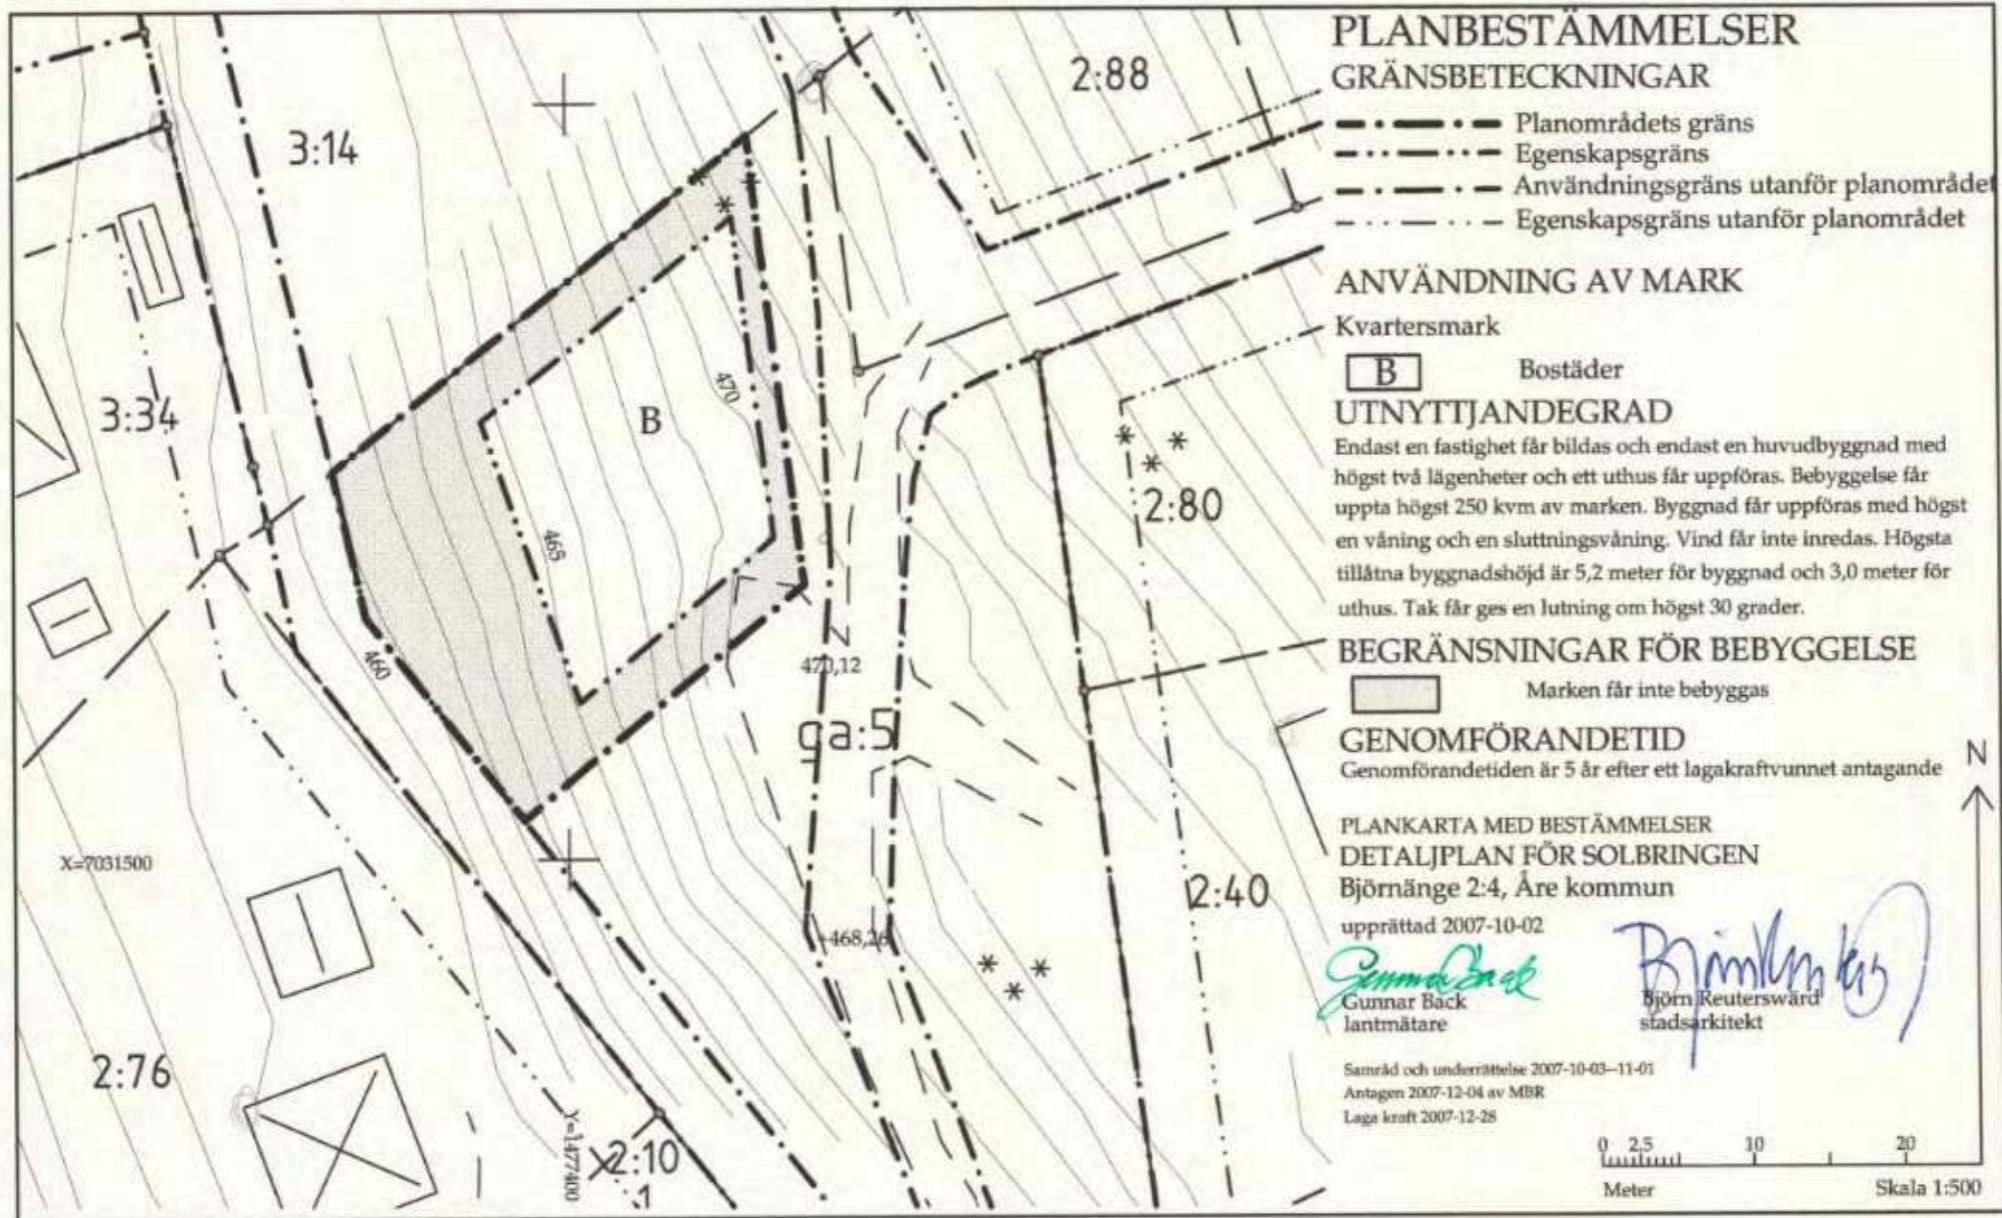 PLANBESTÄMMELSER
GRÄNSBETECKNINGAR
Planområdets gräns
Egenskapsgräns
Användningsgräns utanför planområdet
Egenskapsgräns utanför planområdet
ANVÄNDNING AV MARK
Kvartersmark
B Bostäder
UTNYTTJANDEGRAD
Endast en fastighet får bildas och endast en huvudbyggnad med
högst två lägenheter och ett uthus får uppföras. Bebyggelse får
uppta högst 250 kvm av marken. Byggnad får uppföras med högst
en våning och en sluttningsvåning. Vind får inte inredas. Högsta
tillåtna byggnadshöjd är 5,2 meter för byggnad och 3,0 meter för
uthus. Tak får ges en lutning om högst 30 grader.
BEGRÄNSNINGAR FÖR BEBYGGELSE
Marken får inte bebyggas
GENOMFÖRANDETID
Genomförandetiden är 5 år efter ett lagakraftvunnet antagande
N
PLANKARTA MED BESTÄMMELSER
DETALJPLAN FÖR SOLBRINGEN
Björnänge 2:4, Åre kommun
upprättad 2007-10-02
Gunnar Back
Gunnar Back
lantmätare
Björn Reuterswärd
stadsarkitekt
Samråd och underrättelse 2007-10-03--11-01
Antagen 2007-12-04 av MBR
Laga kraft 2007-12-28
0 2,5 10 20
Meter
Skala 1:500
2:88
3:14
3:34
B
470
465
460
2:80
470,12
ga:5
X=7031500
2:40
468,26
2:76
Y=1477400
2:10
1